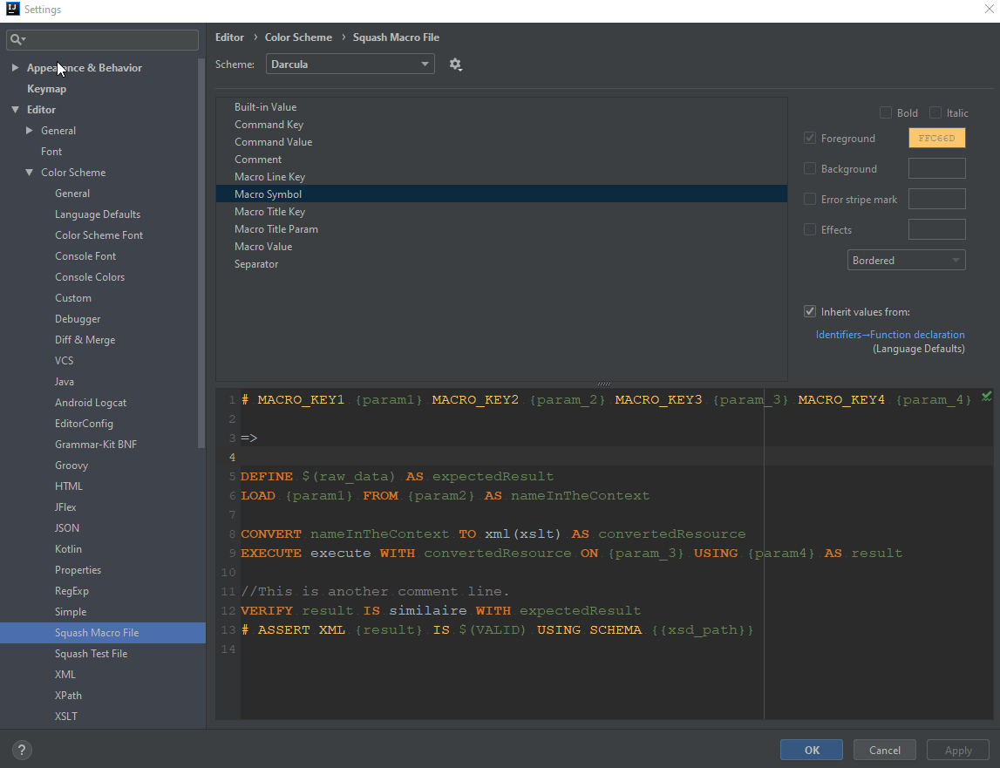 IJ Settings
Appearance & Behavior
Keymap
Editor
General
Font
Color Scheme
General
Language Defaults
Color Scheme Font
Console Font
Console Colors
Custom
Debugger
Diff & Merge
VCS
Java
Android Logcat
EditorConfig
Grammar-Kit BNF
Groovy
HTML
JFlex
JSON
Kotlin
Properties
RegExp
Simple
Squash Macro File
Squash Test File
XML
XPath
XSLT
Editor › Color Scheme › Squash Macro File
Scheme: Darcula
Built-in Value
Command Key
Command Value
Comment
Macro Line Key
Macro Symbol
Macro Title Key
Macro Title Param
Macro Value
Separator
Bold Italic
Foreground FFC66D
Background
Error stripe mark
Effects
Bordered
Inherit values from:
Identifiers→Function declaration
(Language Defaults)
1 # MACRO_KEY1 {param1} MACRO_KEY2 {param_2} MACRO_KEY3 {param_3} MACRO_KEY4 {param_4}
2
3 =>
4
5 DEFINE $(raw_data) AS expectedResult
6 LOAD {param1} FROM {param2} AS nameInTheContext
7
8 CONVERT nameInTheContext TO xml(xslt) AS convertedResource
9 EXECUTE execute WITH convertedResource ON {param_3} USING {param4} AS result
10
11 //This is another comment line.
12 VERIFY result IS similaire WITH expectedResult
13 # ASSERT XML {result} IS $(VALID) USING SCHEMA {{xsd_path}}
14
? OK Cancel Apply